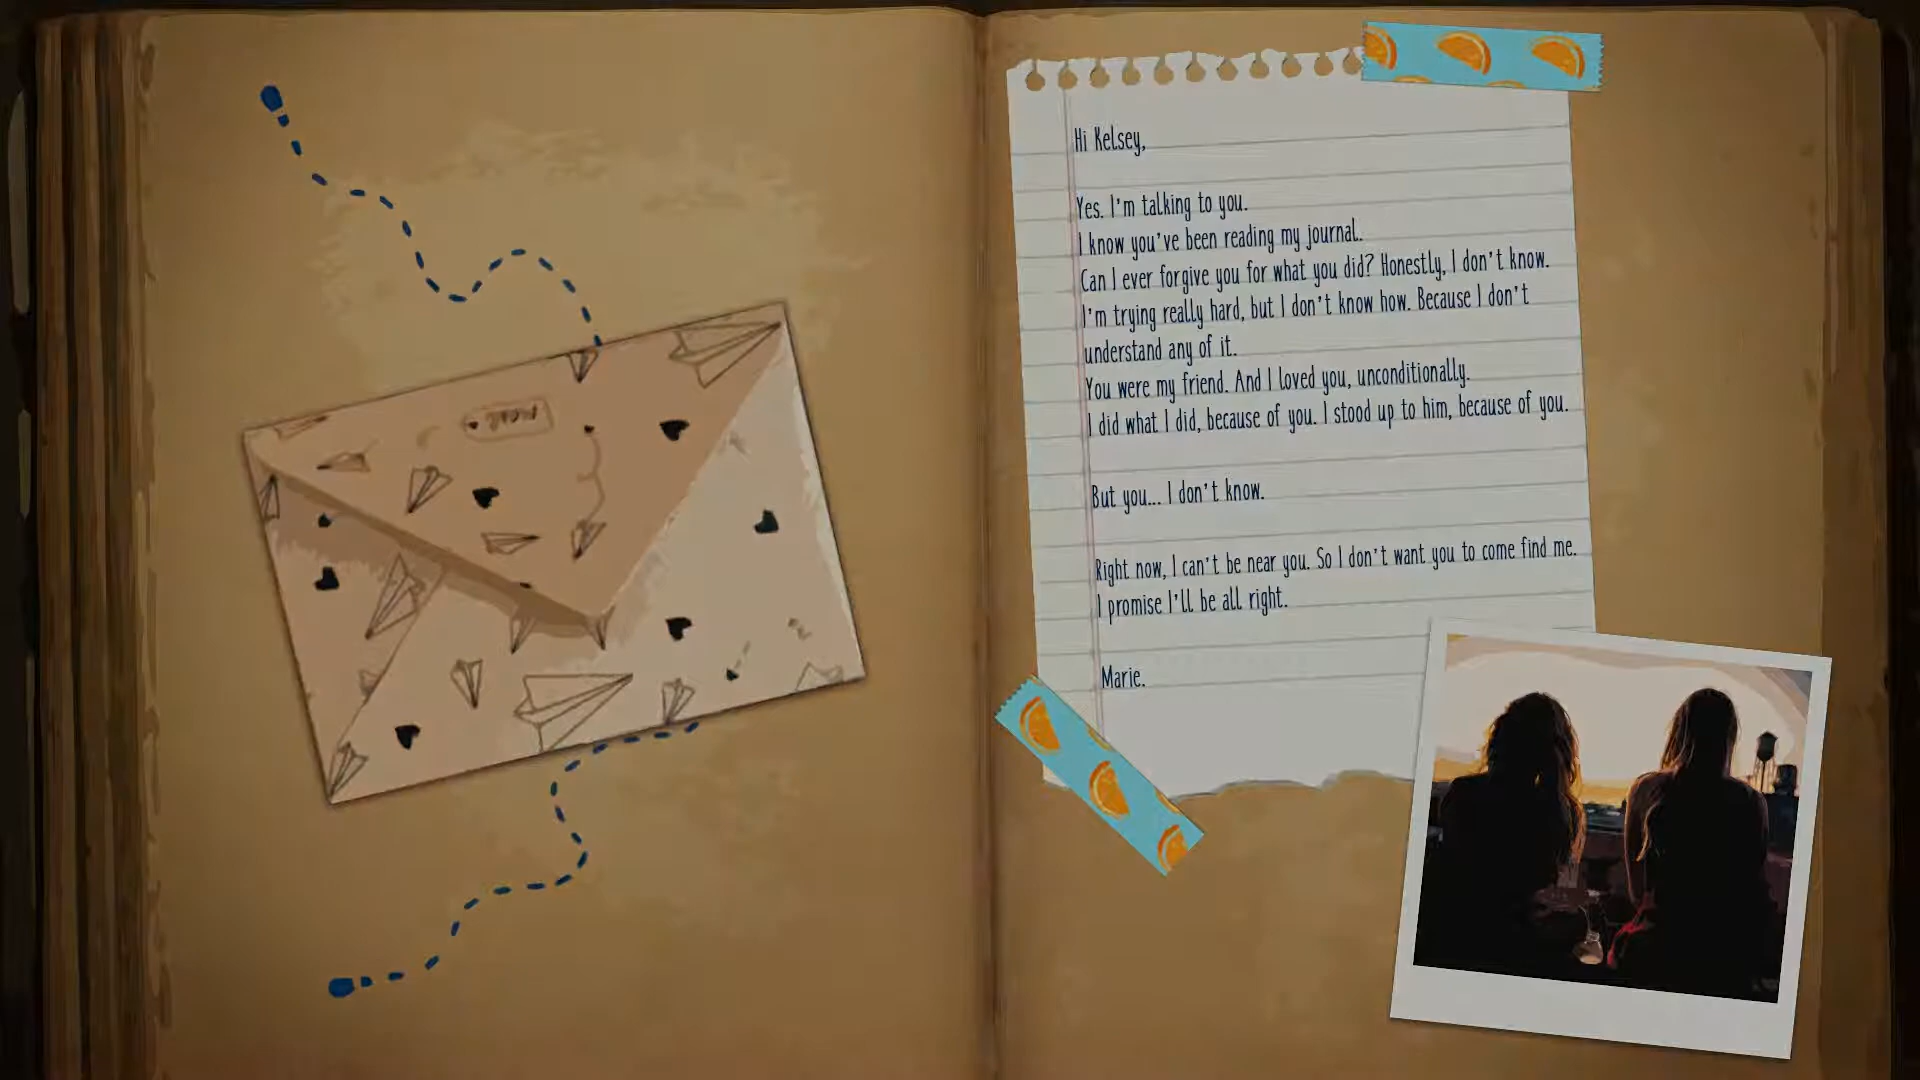 Hi Kelsey,
Yes. I'm talking to you.
I know you've been reading my journal.
Can I ever forgive you for what you did? Honestly, I don't know.
I'm trying really hard, but I don't know how. Because I don't
understand any of it.
You were my friend. And I loved you, unconditionally.
I did what I did, because of you. I stood up to him, because of you.
But you... I don't know.
Right now, I can't be near you. So I don't want you to come find me.
I promise I'll be all right.
Marie.